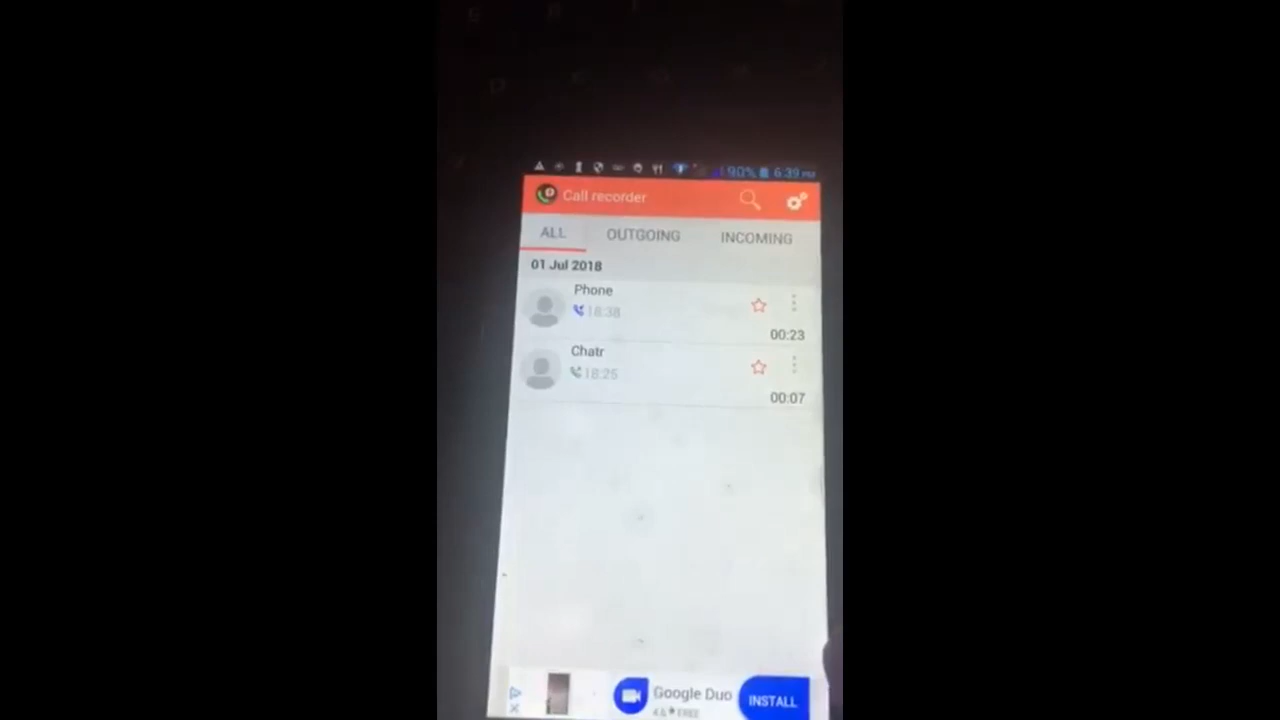 90% 6:39 PM
Call recorder
ALL OUTGOING INCOMING
01 Jul 2018
Phone
18:38
00:23
Chatr
18:25
00:07
Google Duo
FREE
INSTALL